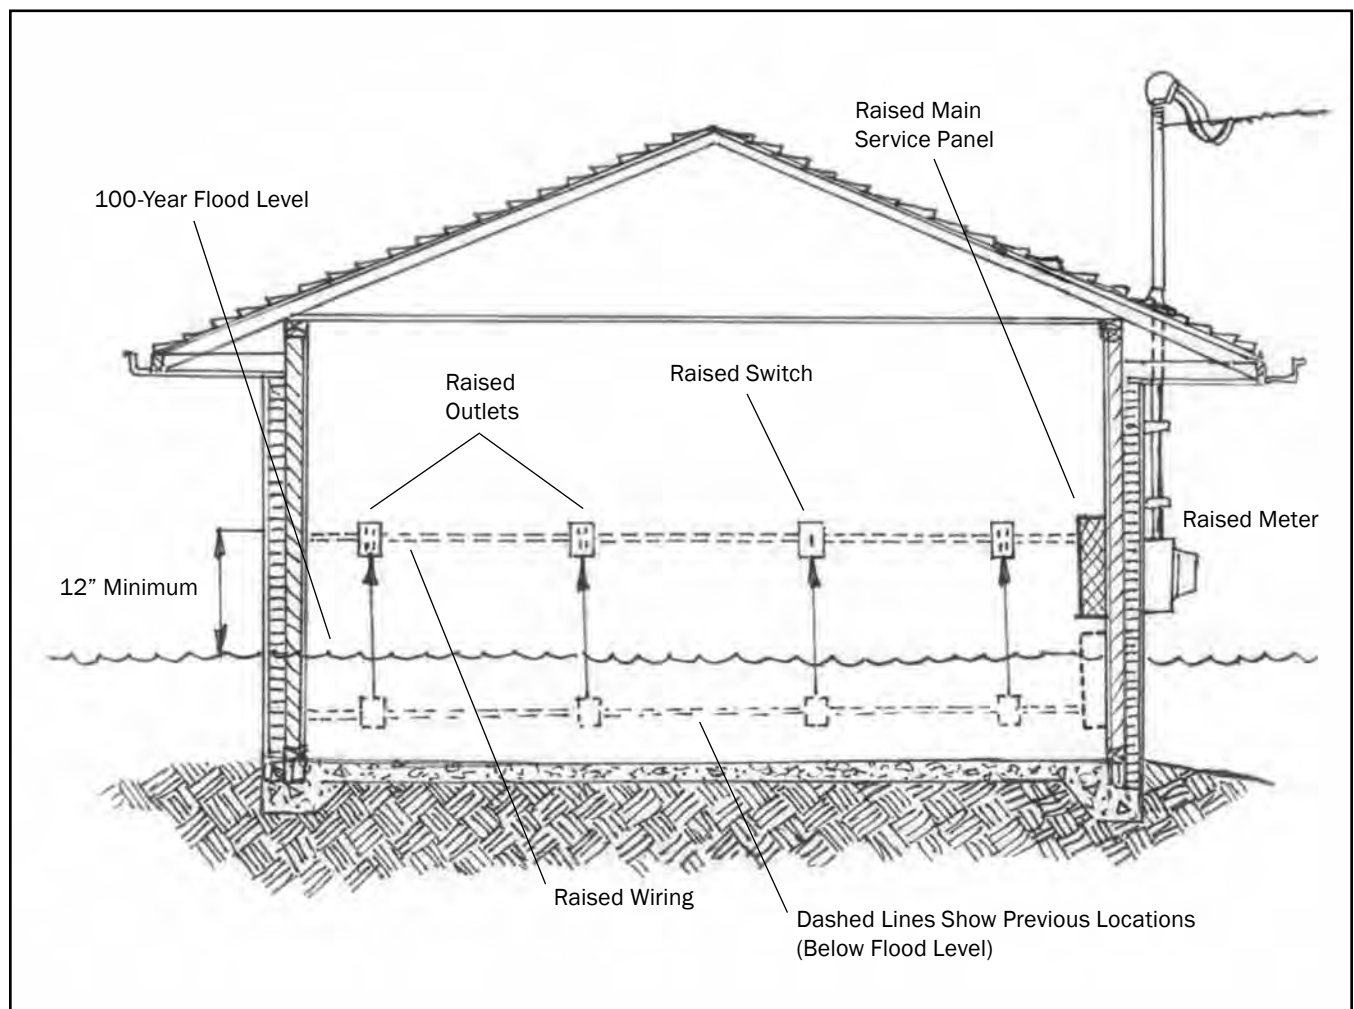 Raised Main
Service Panel
100-Year Flood Level
Raised
Outlets
Raised Switch
Raised Meter
12” Minimum
Raised Wiring
Dashed Lines Show Previous Locations
(Below Flood Level)